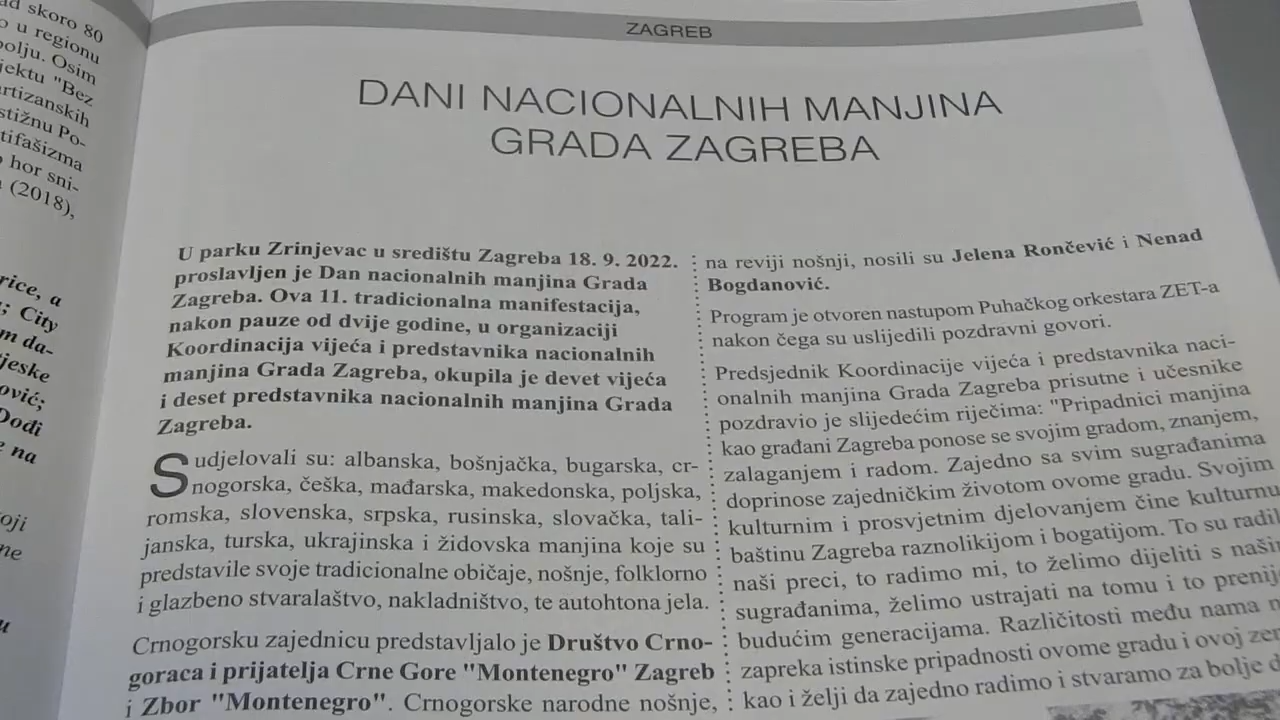 ad skoro 80
o u regionu
polju. Osim
jektu "Bez
rtizanskih
stižnu Po-
tifašizma
hor sni-
(2018),
rice, a
; City
m da-
jeske
ović;
Dođi
e na
oji
ne
u
ZAGREB
DANI NACIONALNIH MANJINA
GRADA ZAGREBA
U parku Zrinjevac u središtu Zagreba 18. 9. 2022.
proslavljen je Dan nacionalnih manjina Grada
Zagreba. Ova 11. tradicionalna manifestacija,
nakon pauze od dvije godine, u organizaciji
Koordinacija vijeća i predstavnika nacionalnih
manjina Grada Zagreba, okupila je devet vijeća
i deset predstavnika nacionalnih manjina Grada
Zagreba.
Sudjelovali su: albanska, bošnjačka, bugarska, cr-
nogorska, češka, mađarska, makedonska, poljska,
romska, slovenska, srpska, rusinska, slovačka, tali-
janska, turska, ukrajinska i židovska manjina koje su
predstavile svoje tradicionalne običaje, nošnje, folklorno
i glazbeno stvaralaštvo, nakladništvo, te autohtona jela.
Crnogorsku zajednicu predstavljalo je Društvo Crno-
goraca i prijatelja Crne Gore "Montenegro" Zagreb
i Zbor "Montenegro". Crnogorske narodne nošnje,
na reviji nošnji, nosili su Jelena Rončević i Nenad
Bogdanović.
Program je otvoren nastupom Puhačkog orkestara ZET-a
nakon čega su uslijedili pozdravni govori.
Predsjednik Koordinacije vijeća i predstavnika naci-
onalnih manjina Grada Zagreba prisutne i učesnike
pozdravio je slijedećim riječima: "Pripadnici manjina
kao građani Zagreba ponose se svojim gradom, znanjem,
zalaganjem i radom. Zajedno sa svim sugrađanima
doprinose zajedničkim životom ovome gradu. Svojim
kulturnim i prosvjetnim djelovanjem čine kulturnu
baštinu Zagreba raznolikijom i bogatijom. To su radil
naši preci, to radimo mi, to želimo dijeliti s našim
sugrađanima, želimo ustrajati na tomu i to prenije
budućim generacijama. Različitosti među nama n
zapreka istinske pripadnosti ovome gradu i ovoj zem
kao i želji da zajedno radimo i stvaramo za bolje d